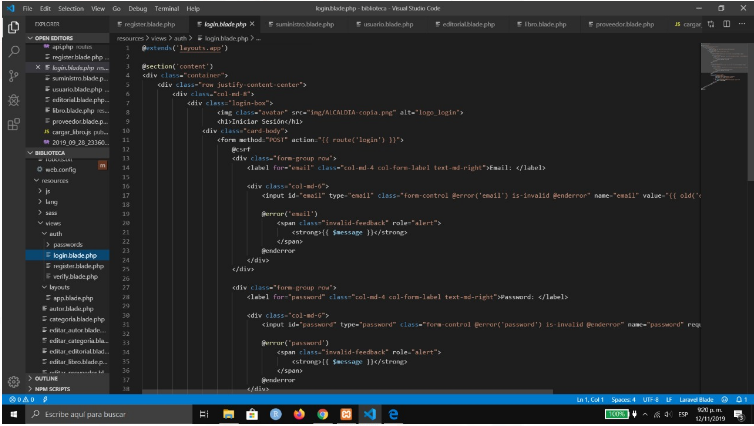 File Edit Selection View Go Debug Terminal Help
login.blade.php - biblioteca - Visual Studio Code
EXPLORER
register.blade.php
login.blade.php
suministro.blade.php
usuario.blade.php
editorial.blade.php
libro.blade.php
proveedor.blade.php
JS cargar_
resources > views > auth > login.blade.php > ...
OPEN EDITORS
api.php routes
register.blade.php ...
login.blade.php res...
suministro.blade.p...
usuario.blade.php ...
editorial.blade.php...
libro.blade.php res...
proveedor.blade.p...
JS cargar_libro.js pub...
2019_09_28_23360...
BIBLIOTECA
web.config
resources
js
lang
sass
views
auth
passwords
login.blade.php
register.blade.php
verify.blade.php
layouts
app.blade.php
autor.blade.php
categoria.blade.php
editar_autor.blade....
editar_categoria.bla...
editar_editorial.blad...
editar_libro.blade.p...
OUTLINE
NPM SCRIPTS
1 @extends('layouts.app')
2
3 @section('content')
4 <div class="container">
5 <div class="row justify-content-center">
6 <div class="col-md-8">
7 <div class="login-box">
8 <img class="avatar" src="img/ALCALDIA-copia.png" alt="logo_login">
9 <h1>Iniciar Sesión</h1>
10 <div class="card-body">
11 <form method="POST" action="{{ route('login') }}">
12 @csrf
13 <div class="form-group row">
14 <label for="email" class="col-md-4 col-form-label text-md-right">Email: </label>
15
16 <div class="col-md-6">
17 <input id="email" type="email" class="form-control @error('email') is-invalid @enderror" name="email" value="{{ old('e
18
19 @error('email')
20 <span class="invalid-feedback" role="alert">
21 <strong>{{ $message }}</strong>
22 </span>
23 @enderror
24 </div>
25 </div>
26
27 <div class="form-group row">
28 <label for="password" class="col-md-4 col-form-label text-md-right">Password: </label>
29
30 <div class="col-md-6">
31 <input id="password" type="password" class="form-control @error('password') is-invalid @enderror" name="password" requ
32
33 @error('password')
34 <span class="invalid-feedback" role="alert">
35 <strong>{{ $message }}</strong>
36 </span>
37 @enderror
38 </div>
0 0
Ln 1, Col 1 Spaces: 4 UTF-8 LF Laravel Blade 1
Escribe aquí para buscar
100% ESP
9:20 p. m.
12/11/2019